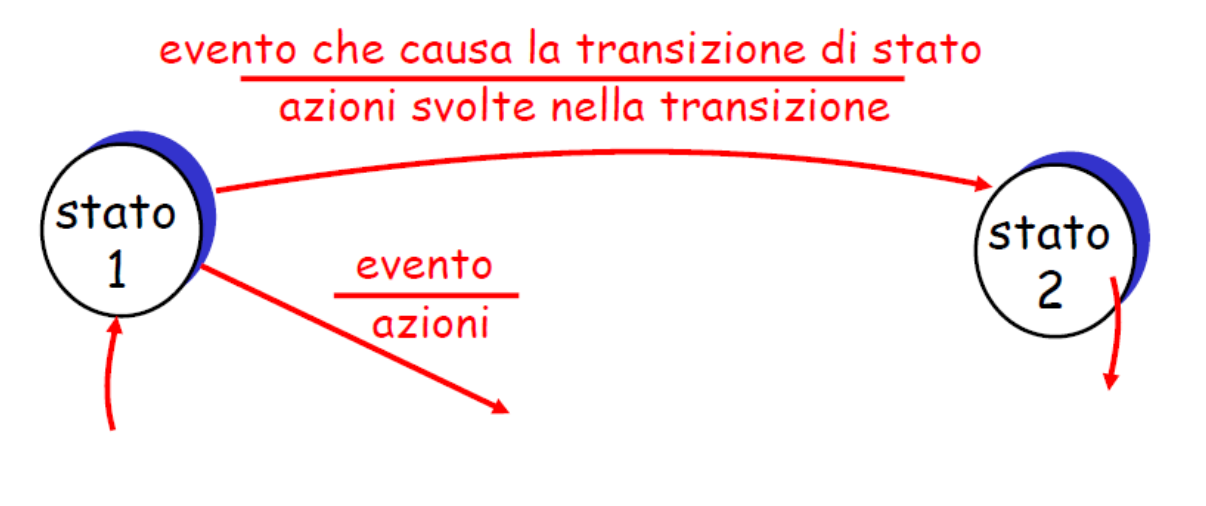 evento che causa la transizione di stato
azioni svolte nella transizione
stato
1
evento
azioni
stato
2